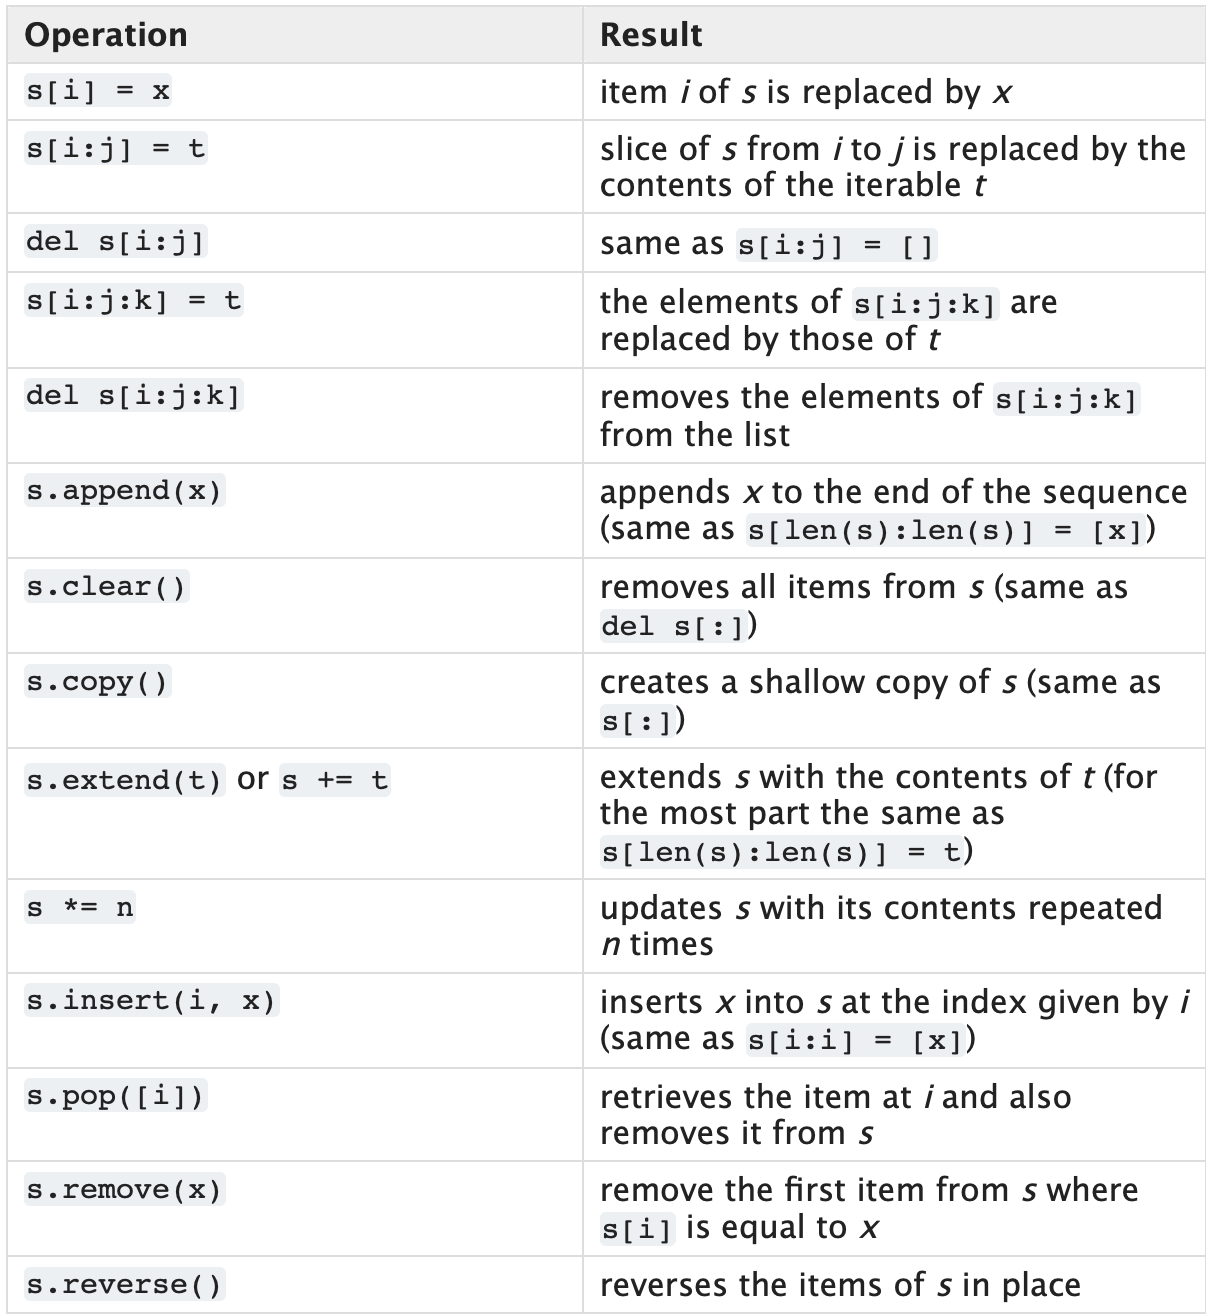 Operation Result
s[i] = x item i of s is replaced by x
s[i:j] = t slice of s from i to j is replaced by the
contents of the iterable t
del s[i:j] same as s[i:j] = []
s[i:j:k] = t the elements of s[i:j:k] are
replaced by those of t
del s[i:j:k] removes the elements of s[i:j:k]
from the list
s.append(x) appends x to the end of the sequence
(same as s[len(s):len(s)] = [x])
s.clear() removes all items from s (same as
del s[:])
s.copy() creates a shallow copy of s (same as
s[:])
s.extend(t) or s += t extends s with the contents of t (for
the most part the same as
s[len(s):len(s)] = t)
s *= n updates s with its contents repeated
n times
s.insert(i, x) inserts x into s at the index given by i
(same as s[i:i] = [x])
s.pop([i]) retrieves the item at i and also
removes it from s
s.remove(x) remove the first item from s where
s[i] is equal to x
s.reverse() reverses the items of s in place